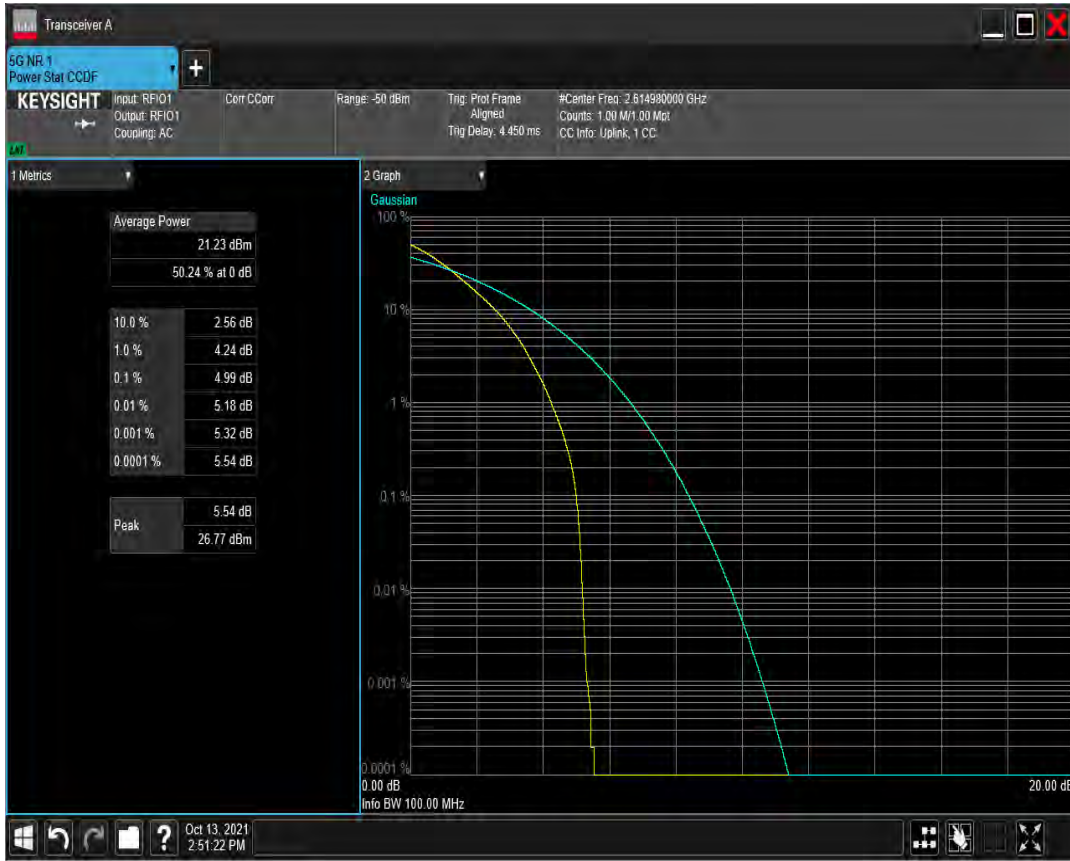 Transceiver A
5G NR 1
Power Stat CCDF
+
KEYSIGHT
LNT
Input: RFIO1
Output: RFIO1
Coupling: AC
Corr CCorr
Range: -50 dBm
Trig: Prot Frame
Aligned
Trig Delay: 4.450 ms
#Center Freq: 2.614980000 GHz
Counts: 1.00 M/1.00 Mpt
CC Info: Uplink, 1 CC
1 Metrics
Average Power
21.23 dBm
50.24 % at 0 dB
10.0 % 2.56 dB
1.0 % 4.24 dB
0.1 % 4.99 dB
0.01 % 5.18 dB
0.001 % 5.32 dB
0.0001 % 5.54 dB
Peak
5.54 dB
26.77 dBm
2 Graph
Gaussian
100 %
10 %
1 %
0.1 %
0.01 %
0.001 %
0.0001 %
0.00 dB 20.00 dB
Info BW 100.00 MHz
?
Oct 13, 2021
2:51:22 PM